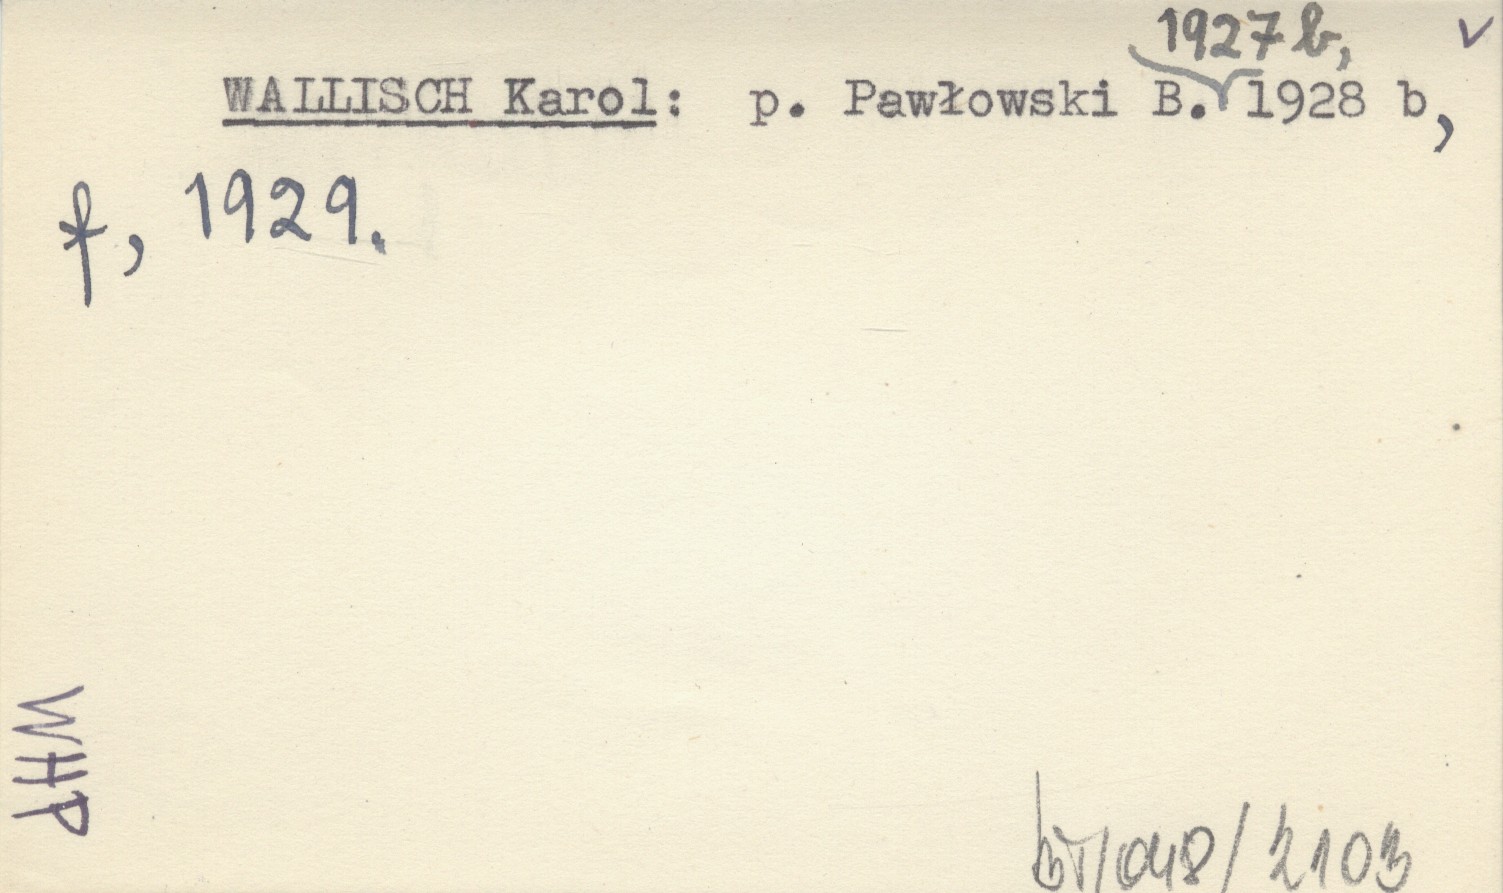 1927 b,
v
WALLISCH Karol: p. Pawłowski B. 1928 b,
f, 1929.
WHP
BT/048/2103